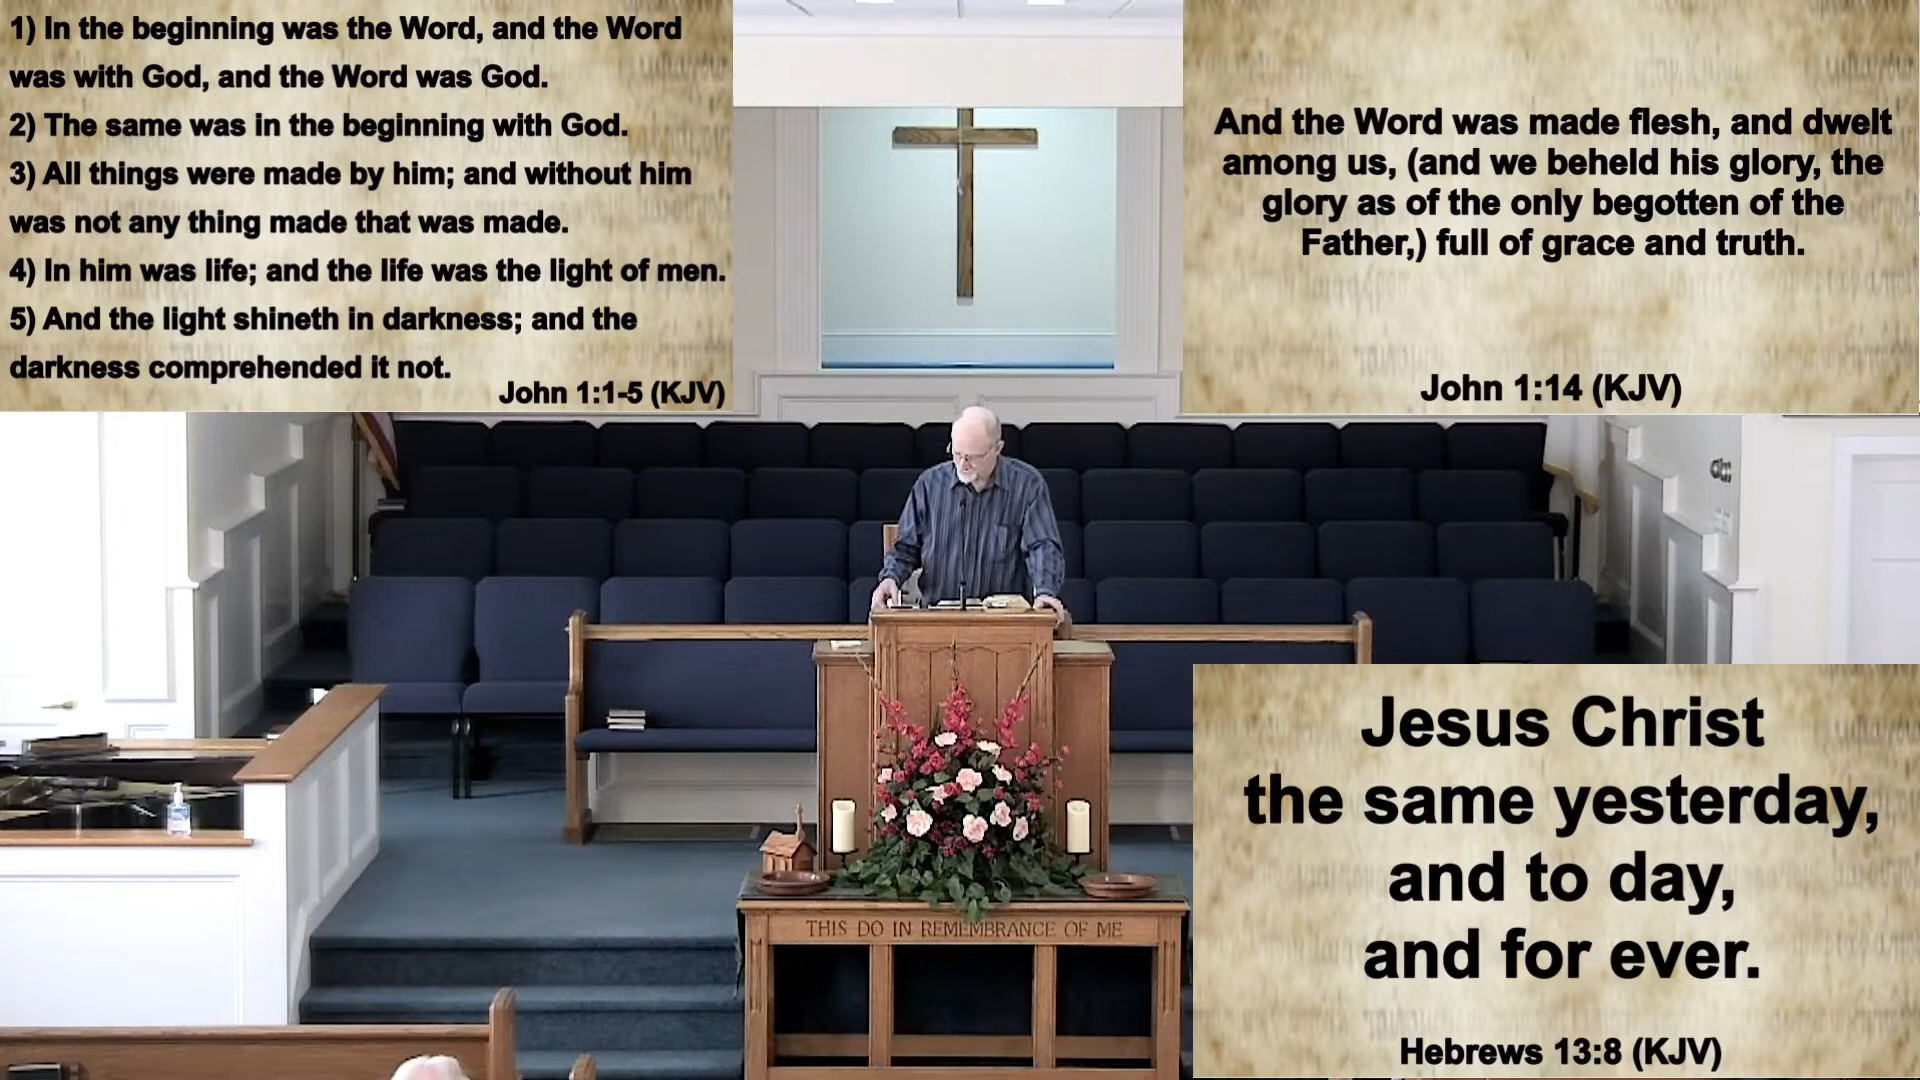 1) In the beginning was the Word, and the Word
was with God, and the Word was God.
2) The same was in the beginning with God.
3) All things were made by him; and without him
was not any thing made that was made.
4) In him was life; and the life was the light of men.
5) And the light shineth in darkness; and the
darkness comprehended it not.
John 1:1-5 (KJV)
And the Word was made flesh, and dwelt
among us, (and we beheld his glory, the
glory as of the only begotten of the
Father,) full of grace and truth.
John 1:14 (KJV)
Jesus Christ
the same yesterday,
and to day,
and for ever.
Hebrews 13:8 (KJV)
THIS DO IN REMEMBRANCE OF ME